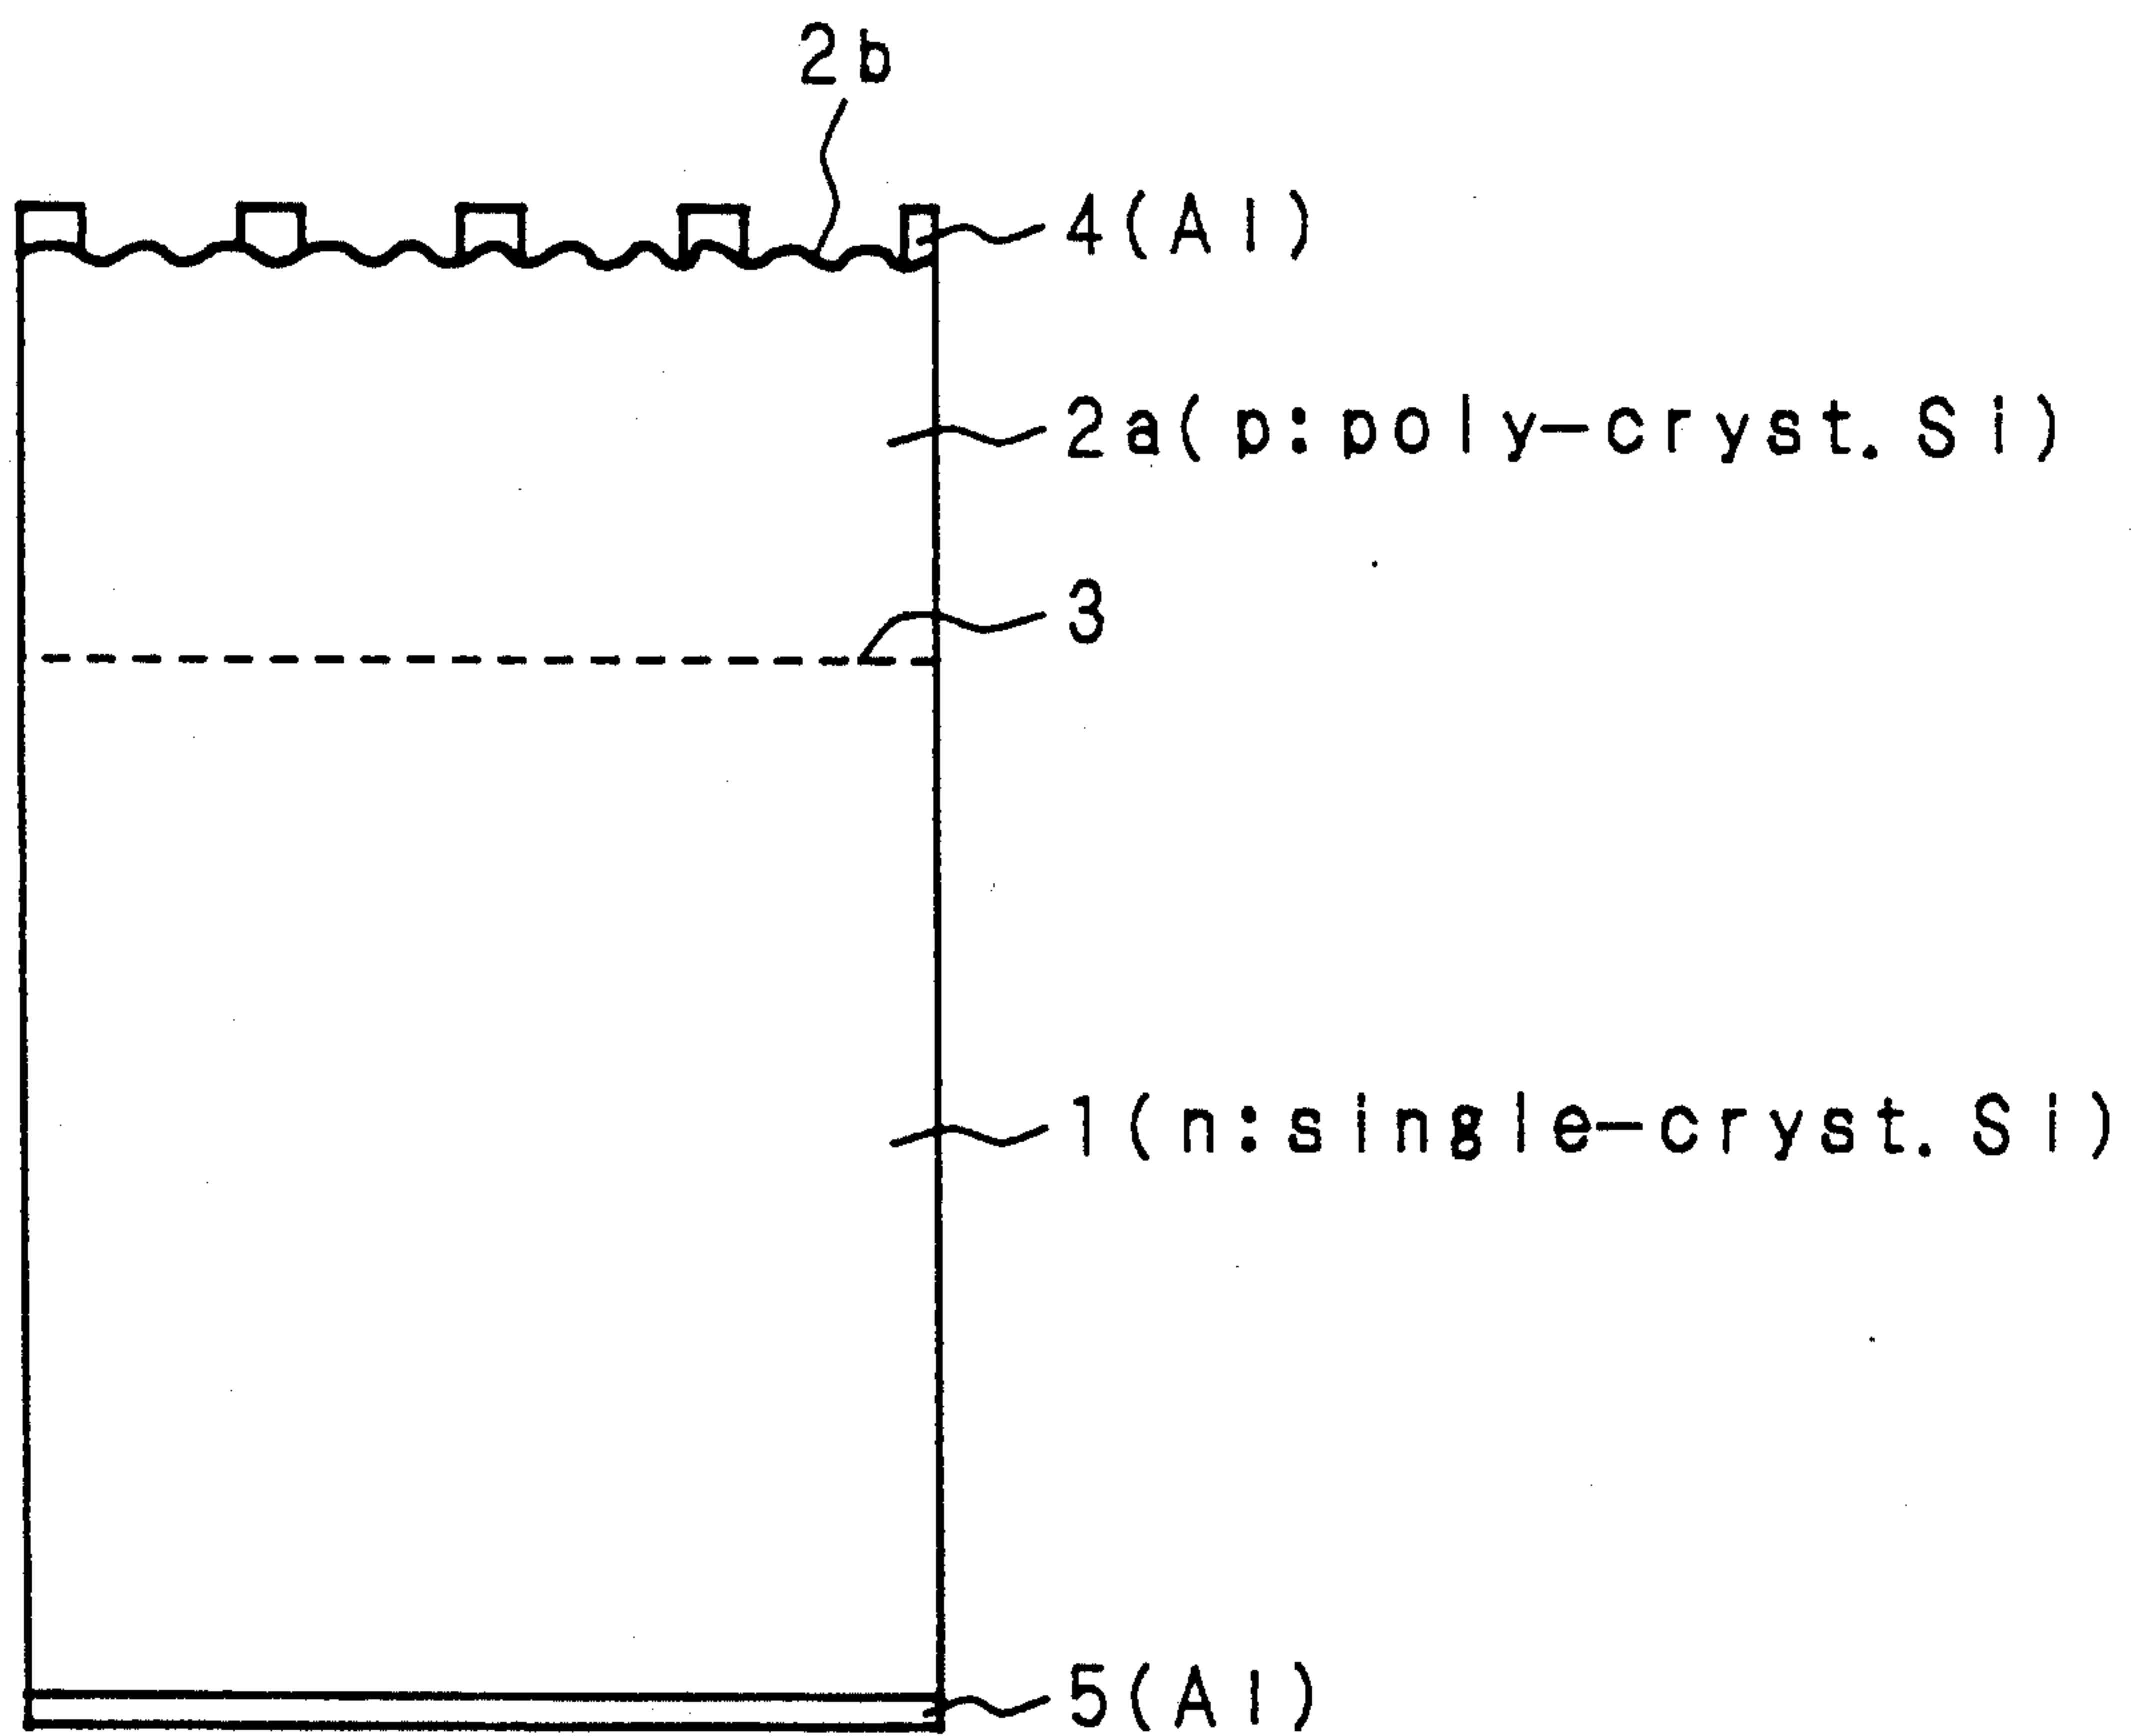 2b
4(Al)
2a(p:poly-cryst.Si)
3
1(n:single-cryst.Si)
5(Al)